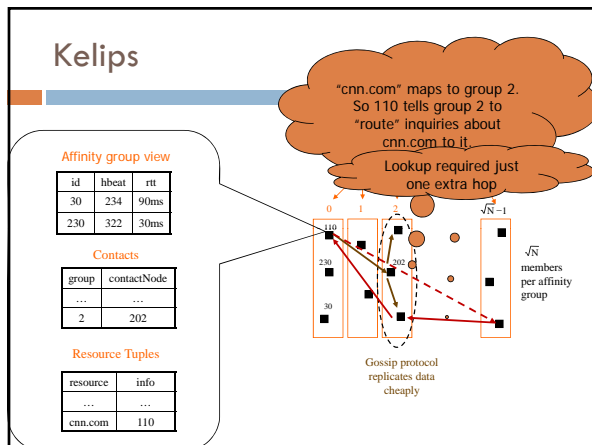 Kelips
"cnn.com" maps to group 2.
So 110 tells group 2 to
"route" inquiries about
cnn.com to it.
Lookup required just
one extra hop
Affinity group view
id hbeat rtt
30 234 90ms
230 322 30ms
Contacts
group contactNode
... ...
2 202
Resource Tuples
resource info
... ...
cnn.com 110
0 1 2 √N −1
110
230 202
30
√N
members
per affinity
group
Gossip protocol
replicates data
cheaply